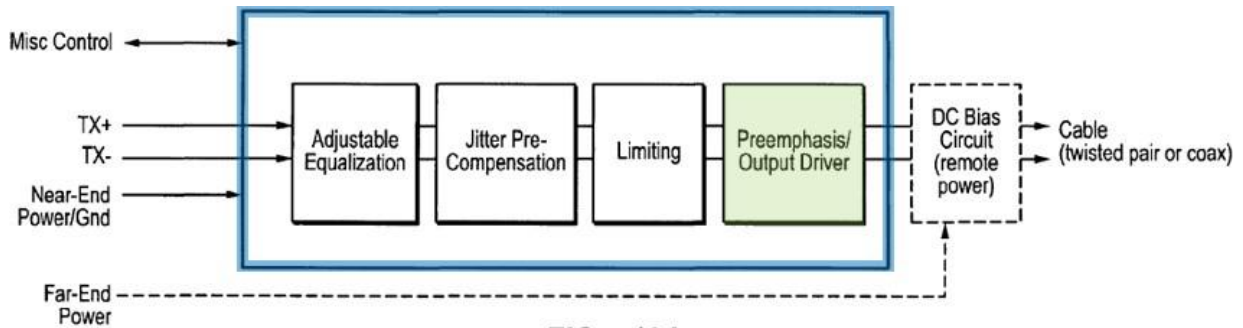 Misc Control
TX+
TX-
Near-End
Power/Gnd
Far-End
Power
Adjustable
Equalization
Jitter Pre-
Compensation
Limiting
Preemphasis/
Output Driver
DC Bias
Circuit
(remote
power)
Cable
(twisted pair or coax)